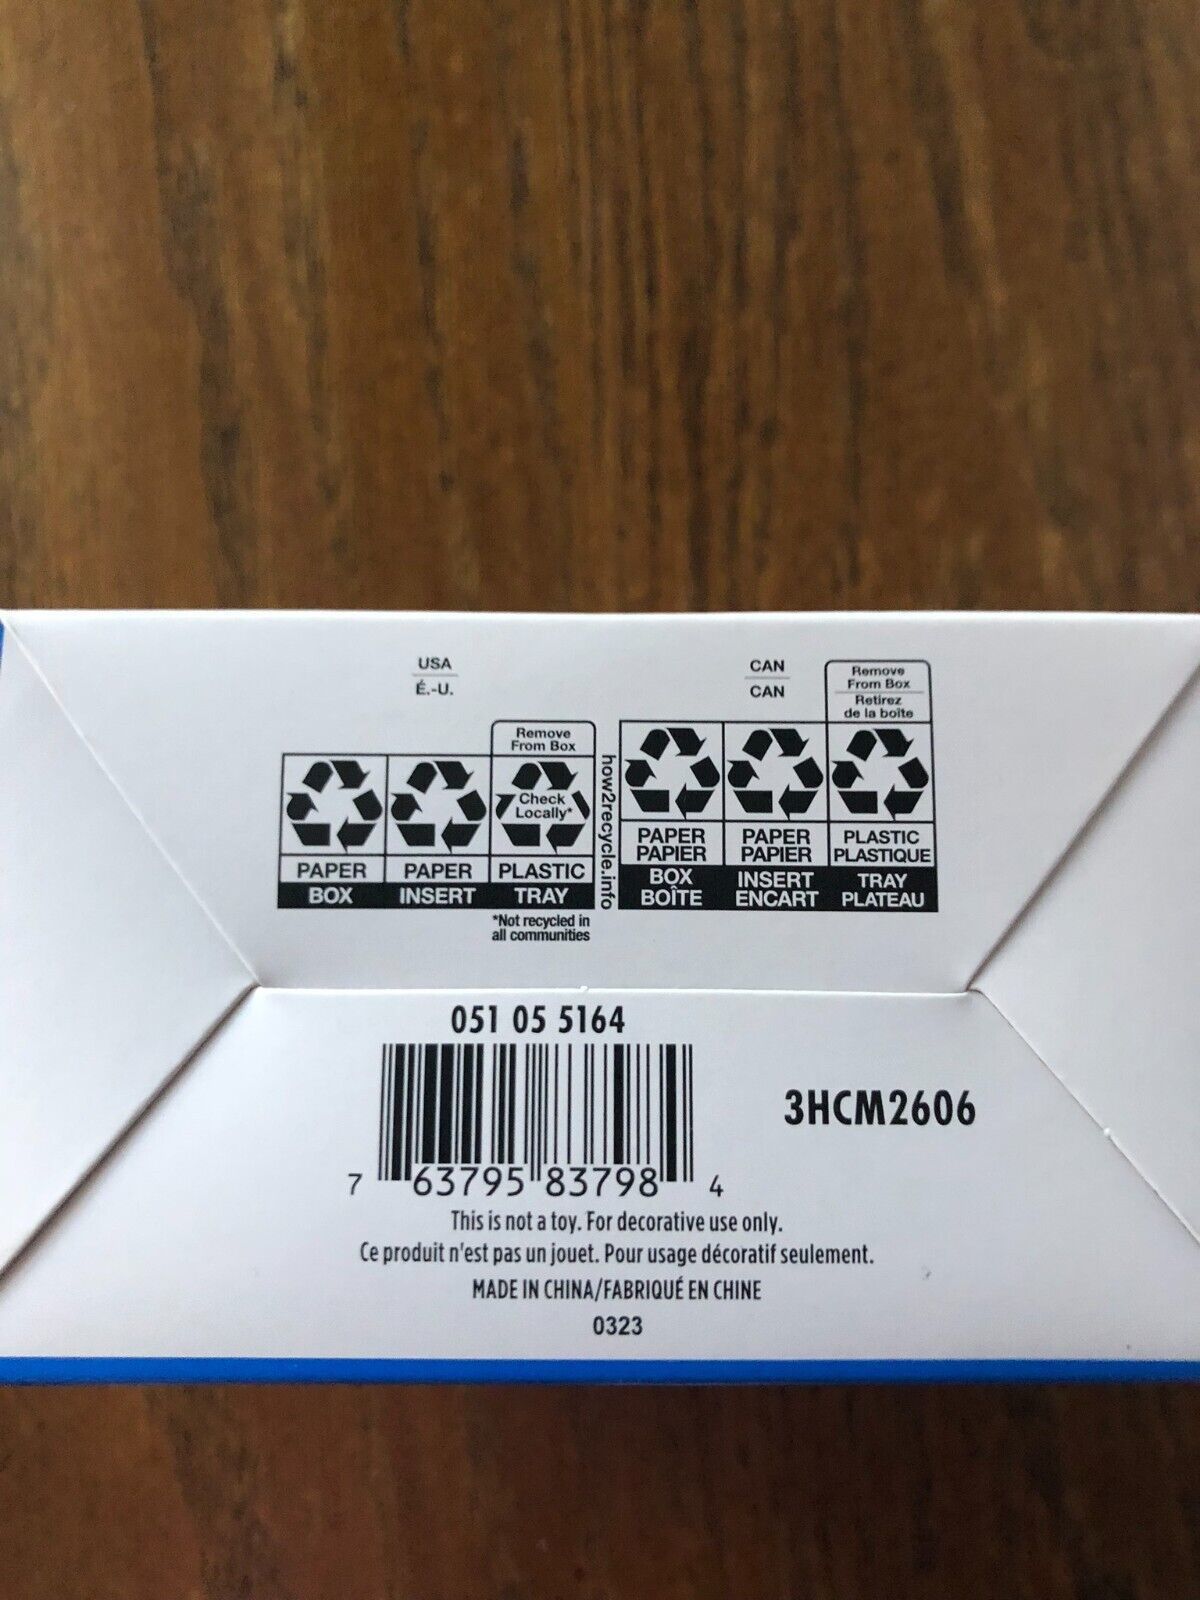 USA
É.-U.
Remove
From Box
Check
Locally*
PAPER
BOX
PAPER
INSERT
PLASTIC
TRAY
*Not recycled in
all communities
how2recycle.info
CAN
CAN
Remove
From Box
Retirez
de la boîte
PAPER
PAPIER
BOX
BOÎTE
PAPER
PAPIER
INSERT
ENCART
PLASTIC
PLASTIQUE
TRAY
PLATEAU
051 05 5164
7 63795 83798 4
3HCM2606
This is not a toy. For decorative use only.
Ce produit n'est pas un jouet. Pour usage décoratif seulement.
MADE IN CHINA/FABRIQUÉ EN CHINE
0323